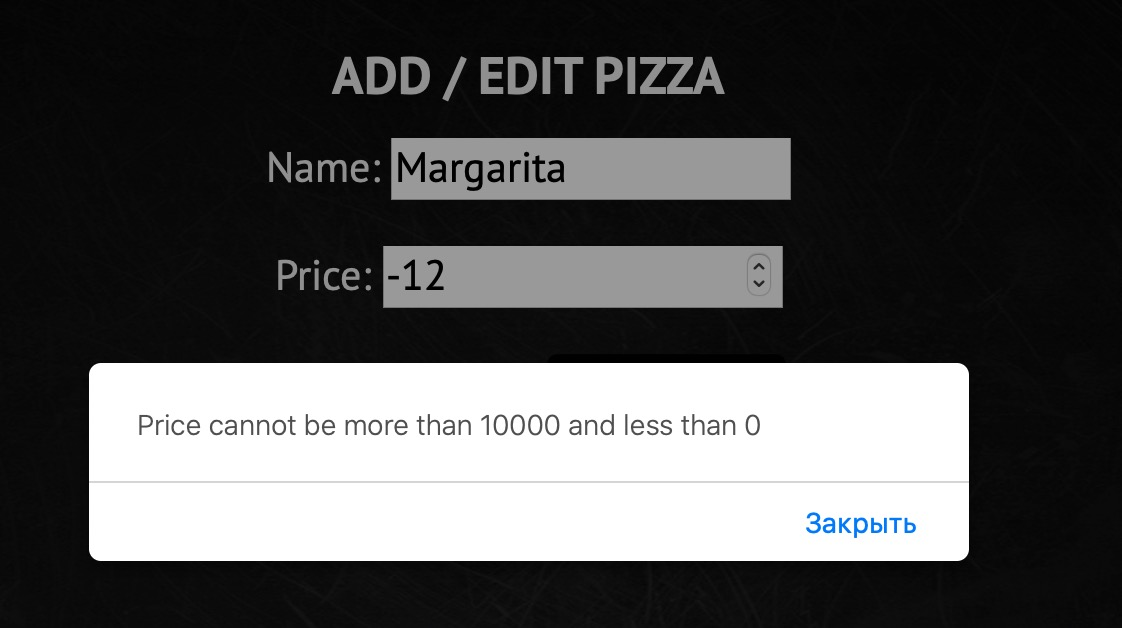 ADD / EDIT PIZZA
Name: Margarita
Price: -12
Price cannot be more than 10000 and less than 0
Закрыть